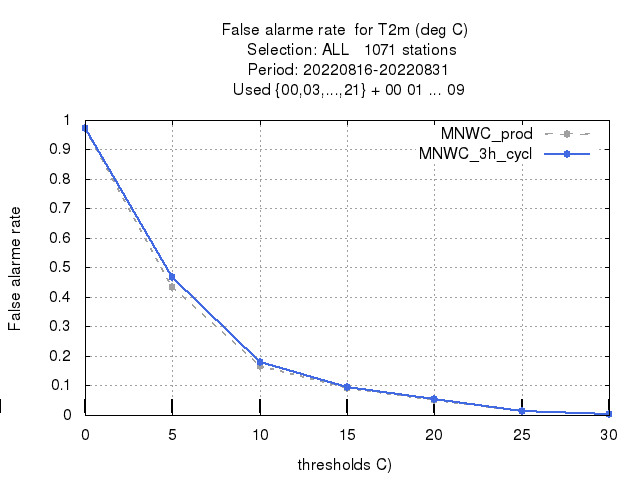 False alarme rate  for T2m (deg C)
Selection: ALL   1071 stations
Period: 20220816-20220831
Used {00,03,...,21} + 00 01 ... 09
MNWC_prod
MNWC_3h_cycl
1
0.9
0.8
0.7
0.6
0.5
0.4
0.3
0.2
0.1
0
False alarme rate
0 5 10 15 20 25 30
thresholds C)